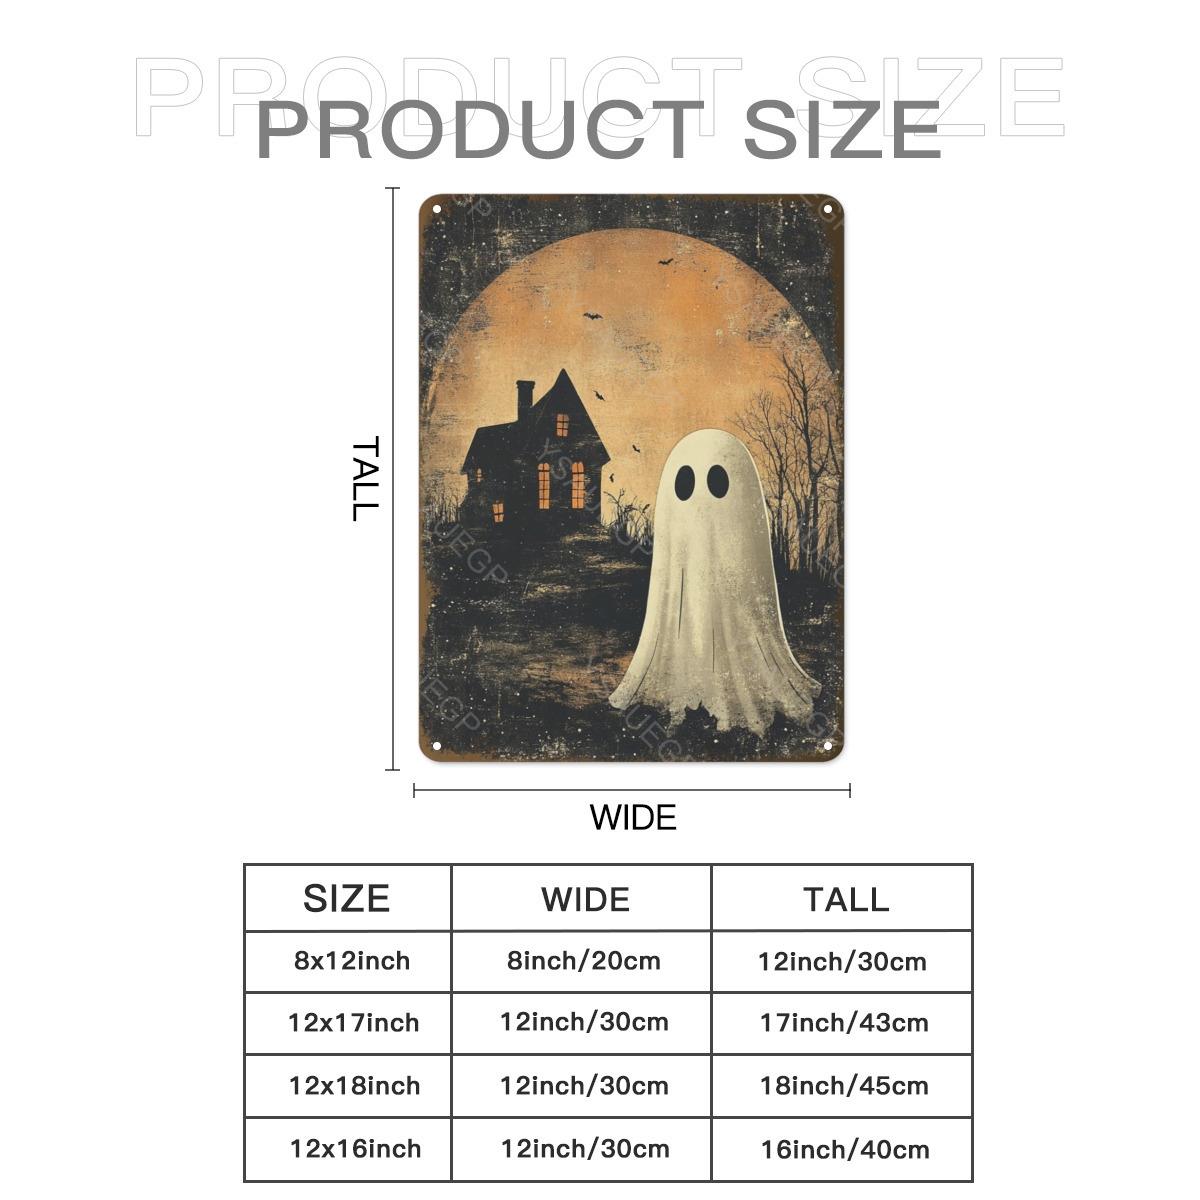 PRODUCT SIZE
PRODUCT SIZE
TALL
WIDE
SIZE WIDE TALL
8x12inch 8inch/20cm 12inch/30cm
12x17inch 12inch/30cm 17inch/43cm
12x18inch 12inch/30cm 18inch/45cm
12x16inch 12inch/30cm 16inch/40cm